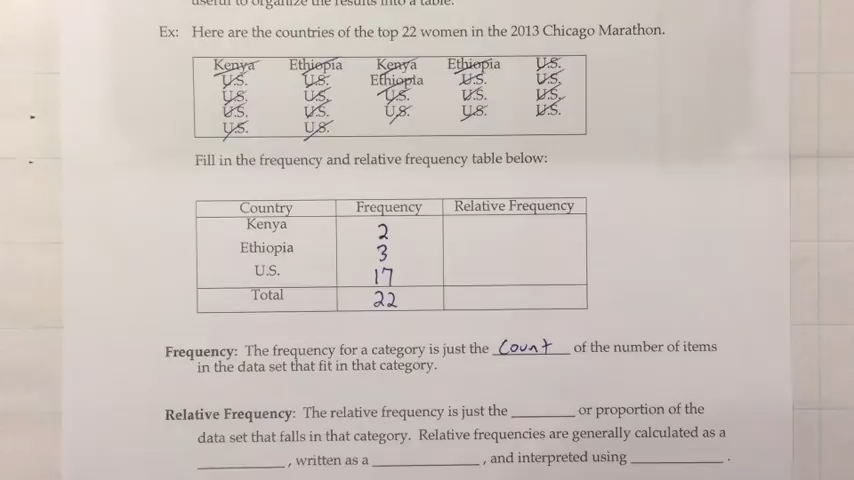 useful to organize the results into a table.
Ex: Here are the countries of the top 22 women in the 2013 Chicago Marathon.
Kenya Ethiopia Kenya Ethiopia U.S.
U.S. U.S. Ethiopia U.S. U.S.
U.S. U.S. U.S. U.S. U.S.
U.S. U.S. U.S. U.S. U.S.
U.S. U.S.
Fill in the frequency and relative frequency table below:
Country Frequency Relative Frequency
Kenya 2
Ethiopia 3
U.S. 17
Total 22
Frequency: The frequency for a category is just the count of the number of items
in the data set that fit in that category.
Relative Frequency: The relative frequency is just the ________ or proportion of the
data set that falls in that category. Relative frequencies are generally calculated as a
___________, written as a ______________, and interpreted using ____________.